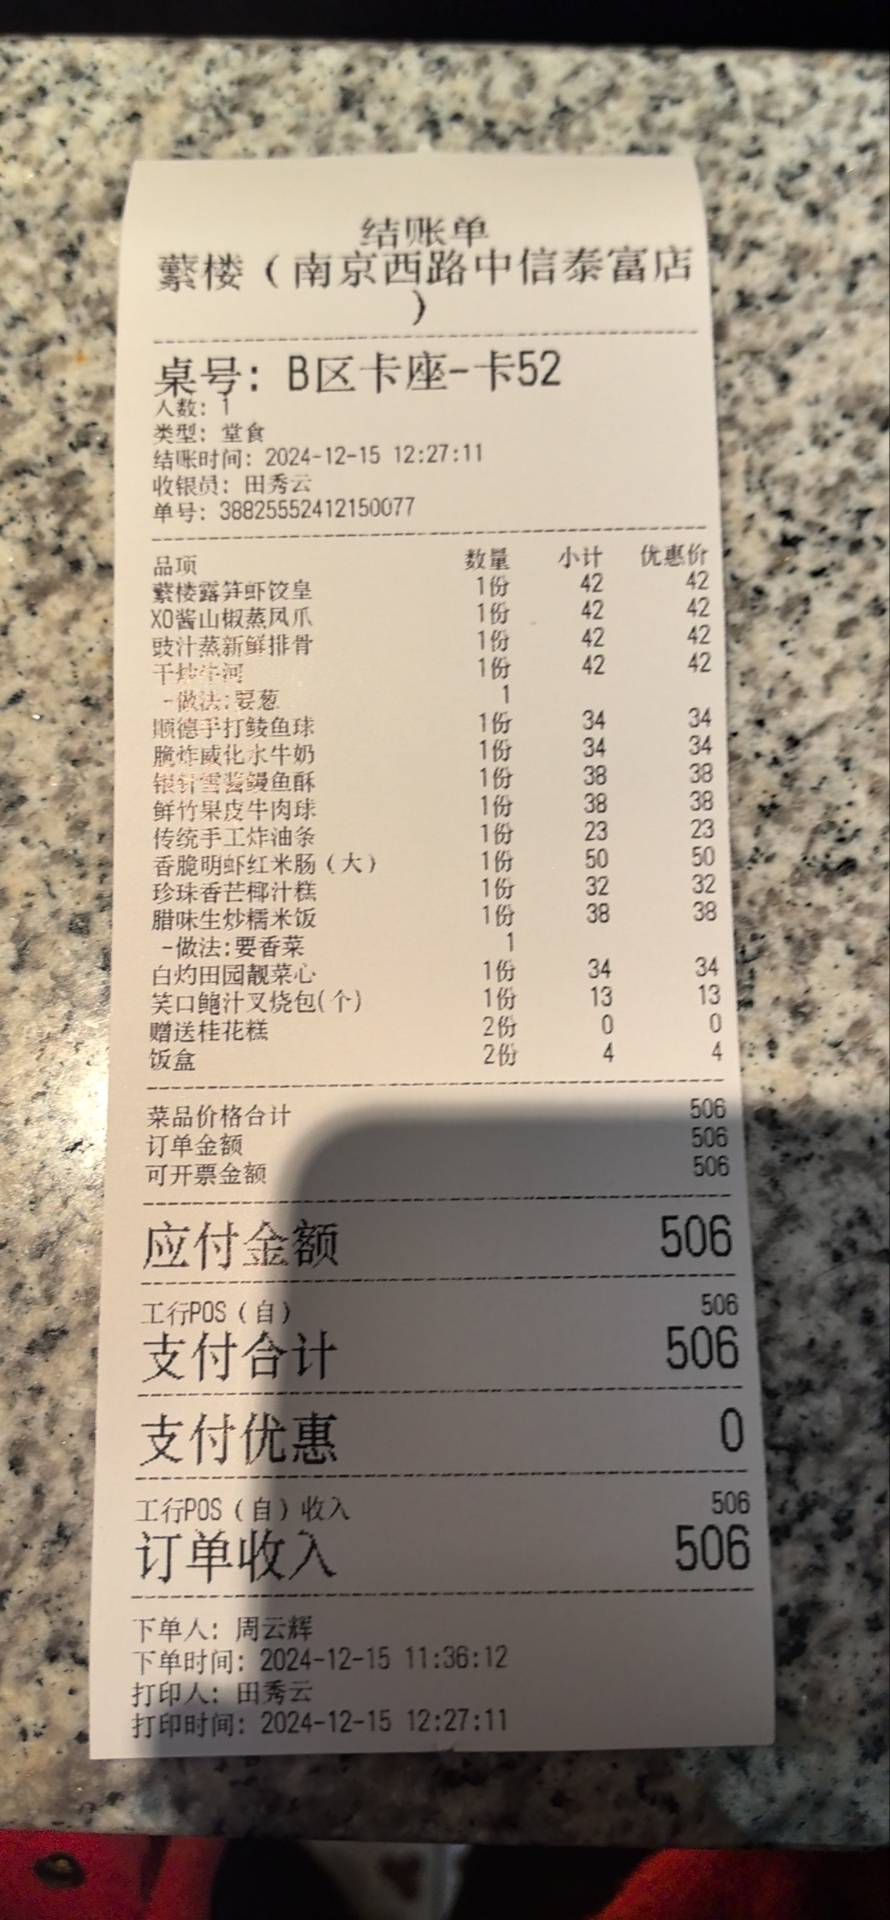 结账单
蘩楼（南京西路中信泰富店
）
桌号: B区卡座-卡52
人数: 1
类型: 堂食
结账时间: 2024-12-15 12:27:11
收银员: 田秀云
单号: 38825552412150077
品项 数量 小计 优惠价
蘩楼露笋虾饺皇 1份 42 42
XO酱山椒蒸凤爪 1份 42 42
豉汁蒸新鲜排骨 1份 42 42
干炒牛河 1份 42 42
-做法:要葱 1
顺德手打鲮鱼球 1份 34 34
脆炸威化水牛奶 1份 34 34
银针雪酱鳗鱼酥 1份 38 38
鲜竹果皮牛肉球 1份 38 38
传统手工炸油条 1份 23 23
香脆明虾红米肠（大） 1份 50 50
珍珠香芒椰汁糕 1份 32 32
腊味生炒糯米饭 1份 38 38
-做法:要香菜 1
白灼田园靓菜心 1份 34 34
笑口鲍汁叉烧包(个) 1份 13 13
赠送桂花糕 2份 0 0
饭盒 2份 4 4
菜品价格合计 506
订单金额 506
可开票金额 506
应付金额 506
工行POS（自） 506
支付合计 506
支付优惠 0
工行POS（自）收入 506
订单收入 506
下单人: 周云辉
下单时间: 2024-12-15 11:36:12
打印人: 田秀云
打印时间: 2024-12-15 12:27:11